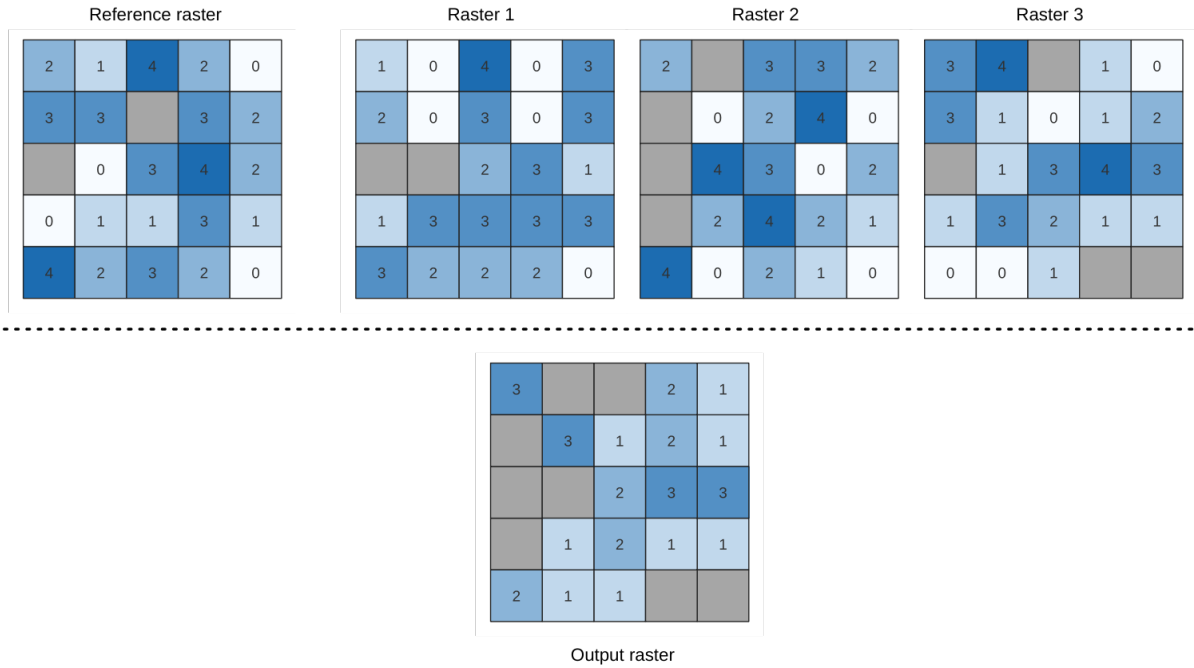 Reference raster Raster 1 Raster 2 Raster 3
2 1 4 2 0 1 0 4 0 3 2 3 3 2 3 4 1 0
3 3 3 2 2 0 3 0 3 0 2 4 0 3 1 0 1 2
0 3 4 2 2 3 1 4 3 0 2 1 3 4 3
0 1 1 3 1 1 3 3 3 3 2 4 2 1 1 3 2 1 1
4 2 3 2 0 3 2 2 2 0 4 0 2 1 0 0 0 1
3 2 1
3 1 2 1
2 3 3
1 2 1 1
2 1 1
Output raster